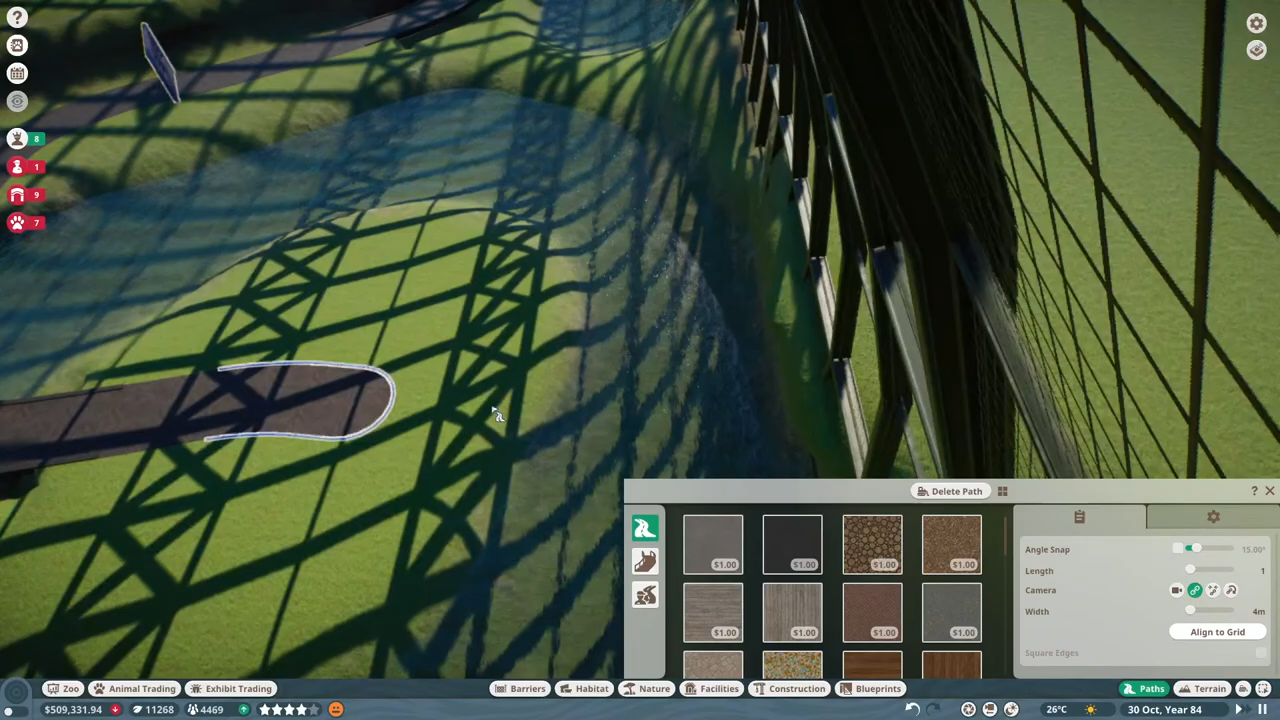 ?
8
1
9
7
Delete Path
? ×
$1.00 $1.00 $1.00 $1.00
$1.00 $1.00 $1.00 $1.00
Angle Snap 15.00°
Length 1
Camera
Width 4m
Align to Grid
Square Edges
Zoo Animal Trading Exhibit Trading Barriers Habitat Nature Facilities Construction Blueprints Paths Terrain
$509,331.94 11268 4469 26°C 30 Oct, Year 84